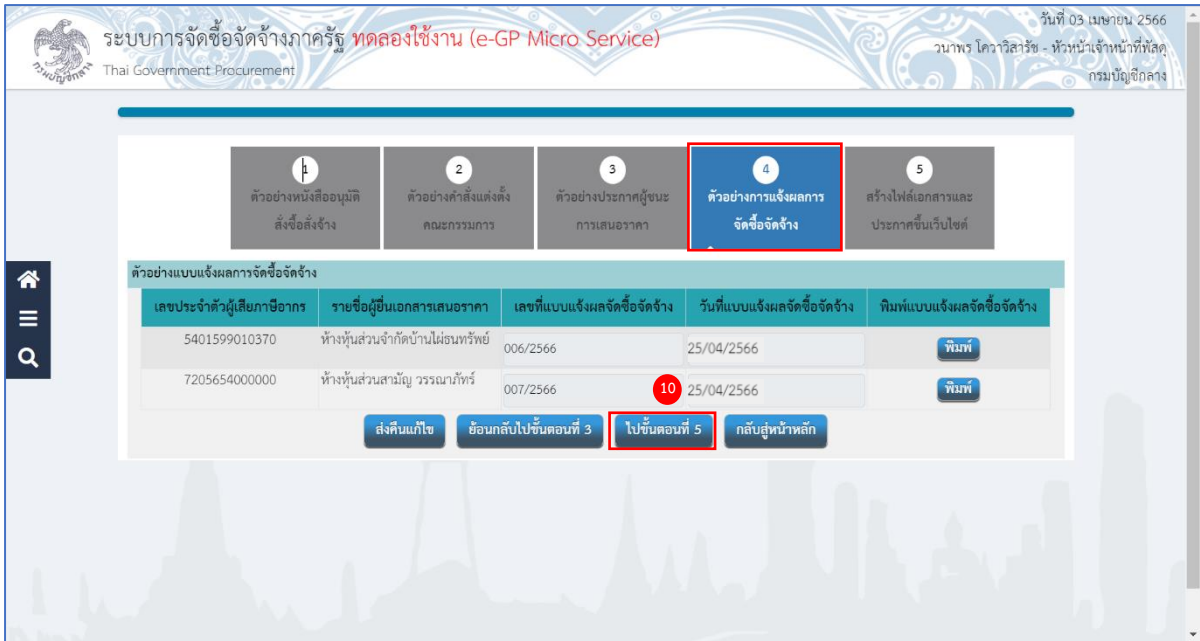 วันที่ 03 เมษายน 2566
ระบบการจัดซื้อจัดจ้างภาครัฐ ทดลองใช้งาน (e-GP Micro Service)
วนาพร โควาวิสารัช - หัวหน้าเจ้าหน้าที่พัสดุ
Thai Government Procurement
กรมบัญชีกลาง
1 2 3 4 5
ตัวอย่างหนังสืออนุมัติ ตัวอย่างคำสั่งแต่งตั้ง ตัวอย่างประกาศผู้ชนะ ตัวอย่างการแจ้งผลการ สร้างไฟล์เอกสารและ
สั่งซื้อสั่งจ้าง คณะกรรมการ การเสนอราคา จัดซื้อจัดจ้าง ประกาศขึ้นเว็บไซต์
ตัวอย่างแบบแจ้งผลการจัดซื้อจัดจ้าง
เลขประจำตัวผู้เสียภาษีอากร รายชื่อผู้ยื่นเอกสารเสนอราคา เลขที่แบบแจ้งผลจัดซื้อจัดจ้าง วันที่แบบแจ้งผลจัดซื้อจัดจ้าง พิมพ์แบบแจ้งผลจัดซื้อจัดจ้าง
5401599010370 ห้างหุ้นส่วนจำกัดบ้านไผ่ธนทรัพย์ 006/2566 25/04/2566 พิมพ์
7205654000000 ห้างหุ้นส่วนสามัญ วรรณาภัทร์ 007/2566 10 25/04/2566 พิมพ์
ส่งคืนแก้ไข ย้อนกลับไปขั้นตอนที่ 3 ไปขั้นตอนที่ 5 กลับสู่หน้าหลัก